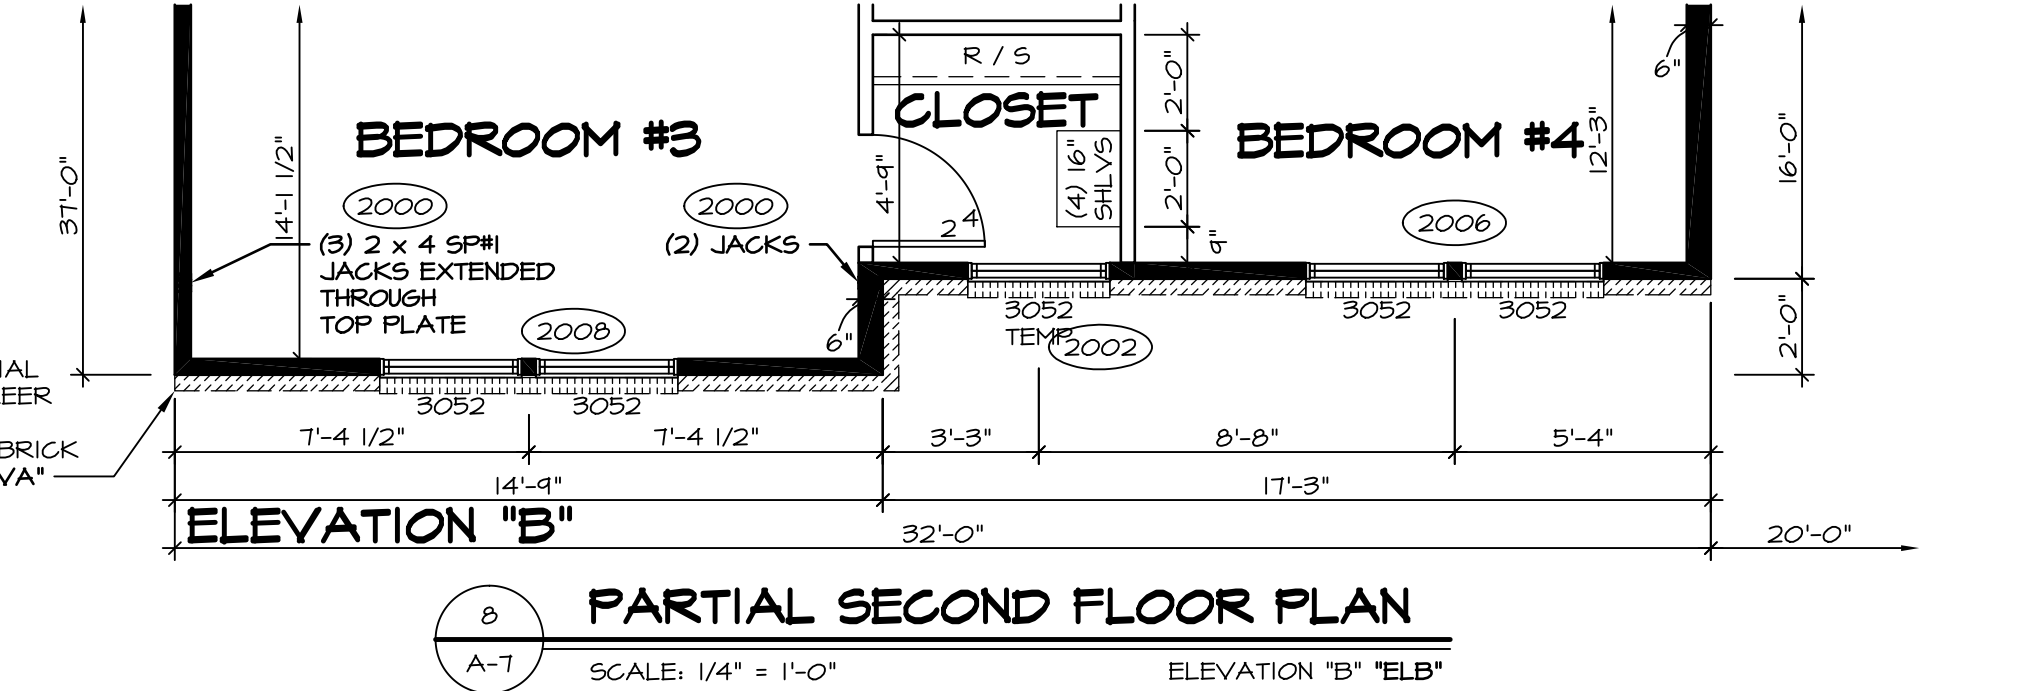 R / S
6"
CLOSET
2'-0"
BEDROOM #3
BEDROOM #4
12'-3"
16'-0"
37'-0"
14'-1 1/2"
4'-9"
(4) 16"
SHLVS
2'-0"
2000
2000
2 4
2006
9"
(3) 2 x 4 SP#1
JACKS EXTENDED
THROUGH
TOP PLATE
(2) JACKS
2008
6"
3052
TEMP
2002
3052
3052
2'-0"
3052
3052
BRICK
7'-4 1/2"
7'-4 1/2"
3'-3"
8'-8"
5'-4"
14'-9"
17'-3"
ELEVATION "B"
32'-0"
20'-0"
8
A-7
PARTIAL SECOND FLOOR PLAN
SCALE: 1/4" = 1'-0"
ELEVATION "B" "ELB"